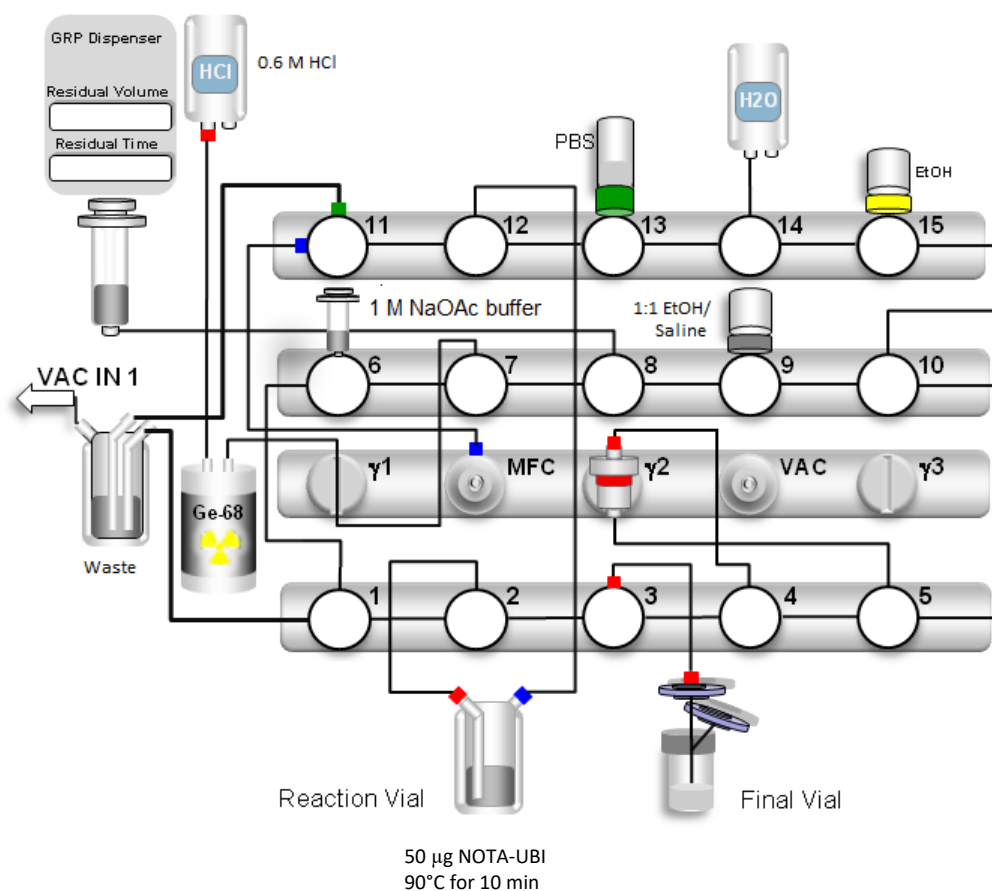 GRP Dispenser
Residual Volume
Residual Time
HCl
0.6 M HCl
H2O
PBS
EtOH
11
12
13
14
15
1 M NaOAc buffer
1:1 EtOH/
Saline
6
7
8
9
10
VAC IN 1
γ1
MFC
γ2
VAC
γ3
Ge-68
Waste
1
2
3
4
5
Reaction Vial
Final Vial
50 μg NOTA-UBI
90°C for 10 min